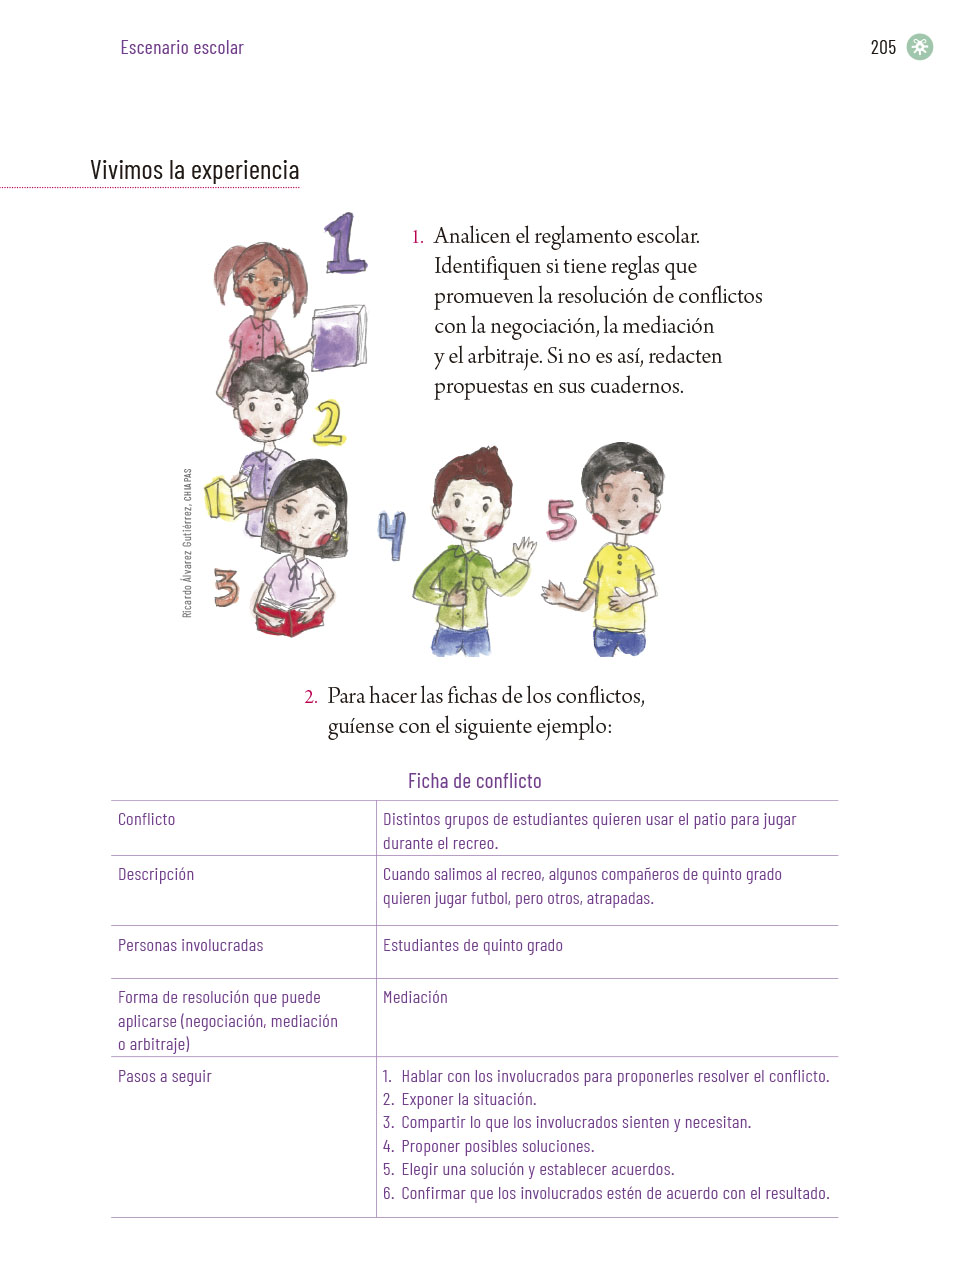 Escenario escolar
205
Vivimos la experiencia
1
1. Analicen el reglamento escolar.
Identifiquen si tiene reglas que
promueven la resolución de conflictos
con la negociación, la mediación
y el arbitraje. Si no es así, redacten
propuestas en sus cuadernos.
2
3
4
5
Ricardo Álvarez Gutiérrez, CHIAPAS
2. Para hacer las fichas de los conflictos,
guíense con el siguiente ejemplo:
Ficha de conflicto
Conflicto
Distintos grupos de estudiantes quieren usar el patio para jugar
durante el recreo.
Descripción
Cuando salimos al recreo, algunos compañeros de quinto grado
quieren jugar futbol, pero otros, atrapadas.
Personas involucradas
Estudiantes de quinto grado
Forma de resolución que puede
aplicarse (negociación, mediación
o arbitraje)
Mediación
Pasos a seguir
1. Hablar con los involucrados para proponerles resolver el conflicto.
2. Exponer la situación.
3. Compartir lo que los involucrados sienten y necesitan.
4. Proponer posibles soluciones.
5. Elegir una solución y establecer acuerdos.
6. Confirmar que los involucrados estén de acuerdo con el resultado.